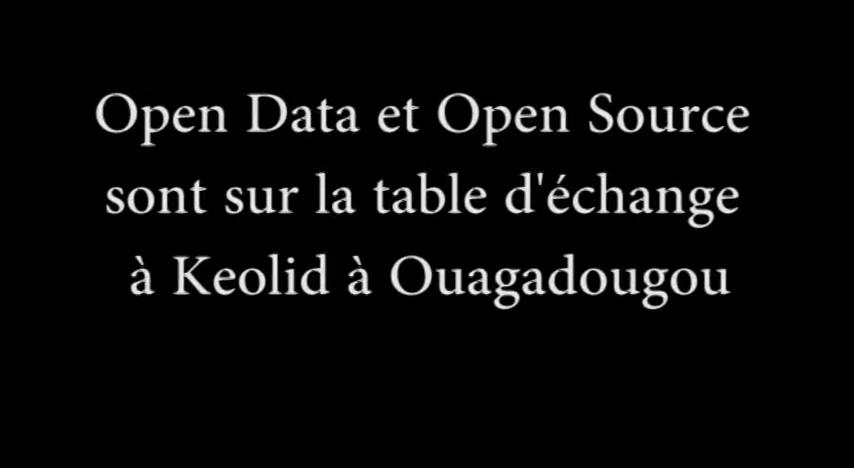 Open Data et Open Source
sont sur la table d'échange
à Keolid à Ouagadougou